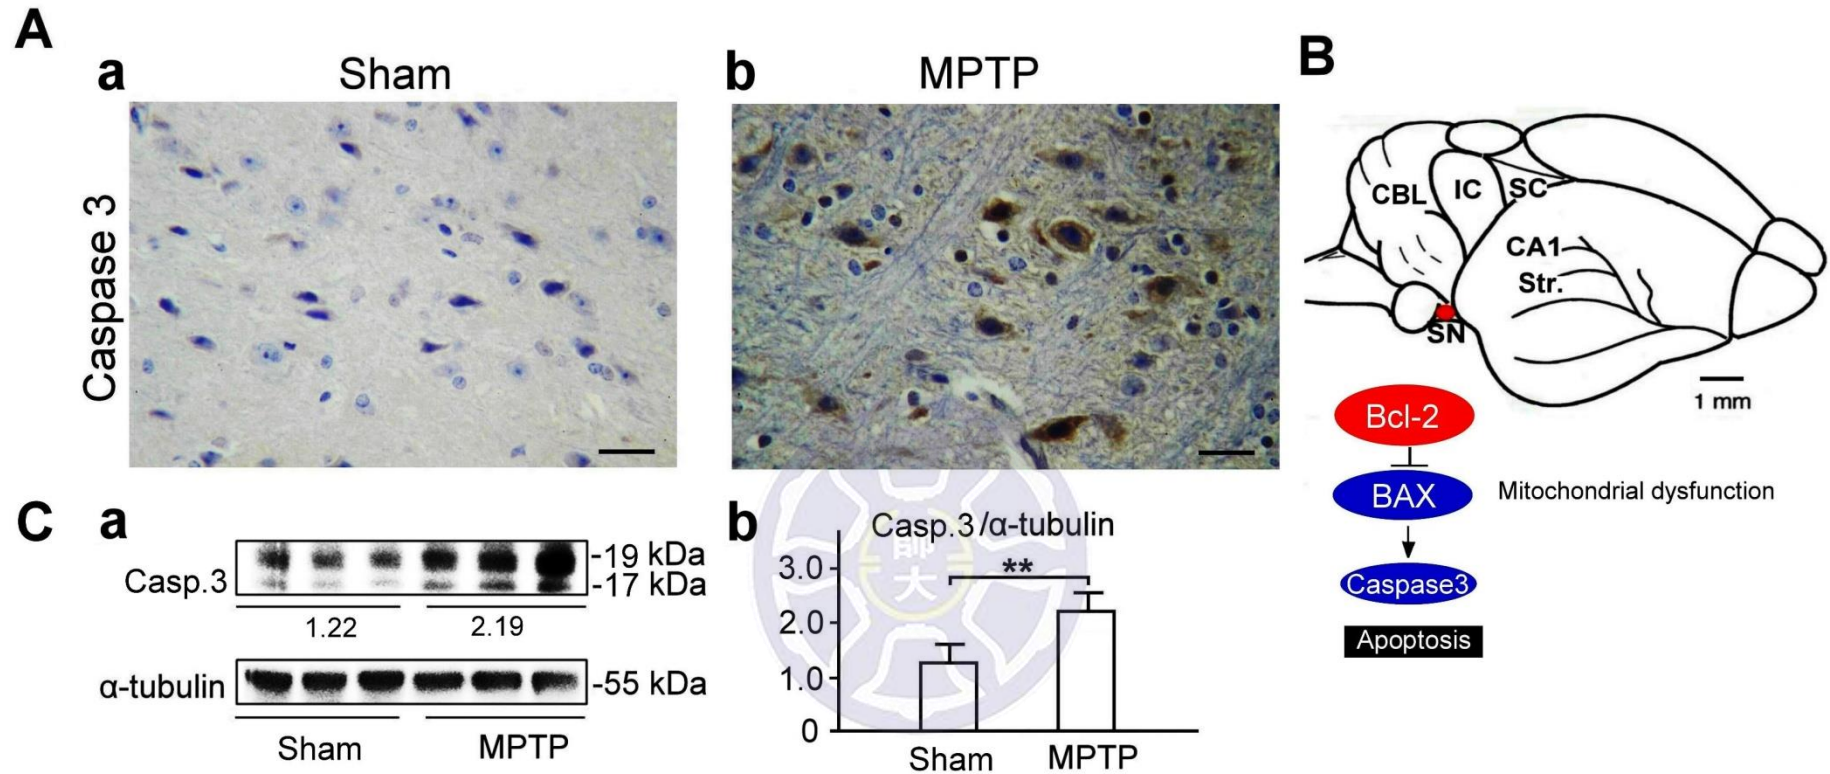 A
a
Sham
b
MPTP
Caspase 3
B
CBL
IC
SC
CA1
Str.
SN
1 mm
Bcl-2
BAX
Mitochondrial dysfunction
Caspase3
Apoptosis
C
a
Casp.3
-19 kDa
-17 kDa
1.22
2.19
α-tubulin
-55 kDa
Sham
MPTP
b
Casp.3/α-tubulin
**
3.0
2.0
1.0
0
Sham
MPTP
師
大